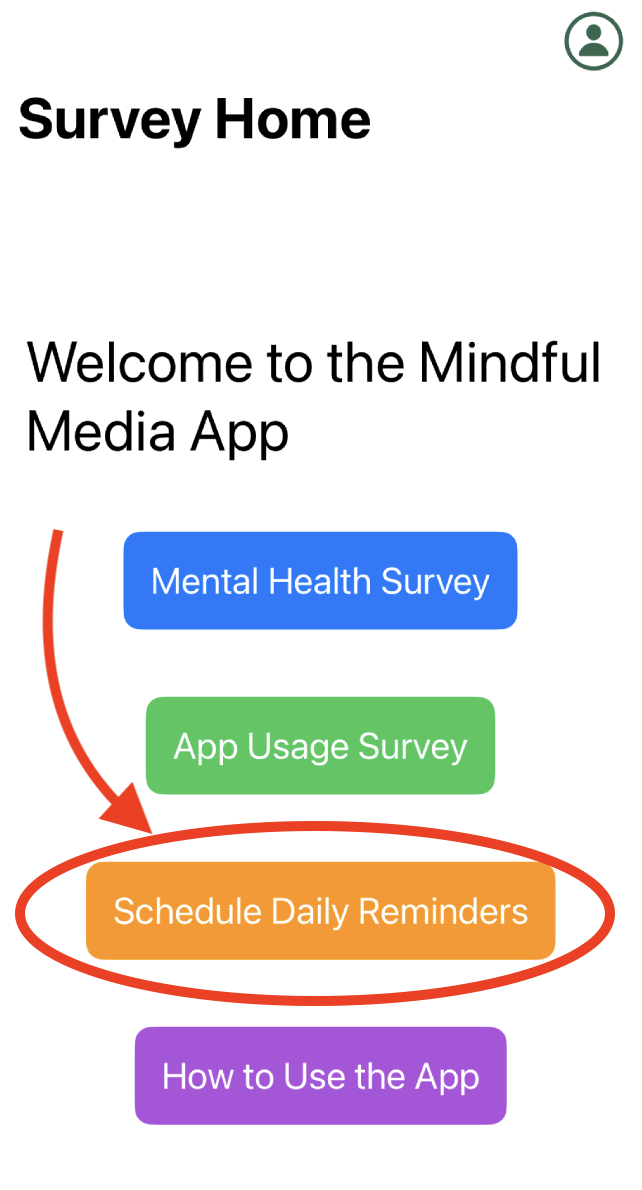 Survey Home
Welcome to the Mindful
Media App
Mental Health Survey
App Usage Survey
Schedule Daily Reminders
How to Use the App